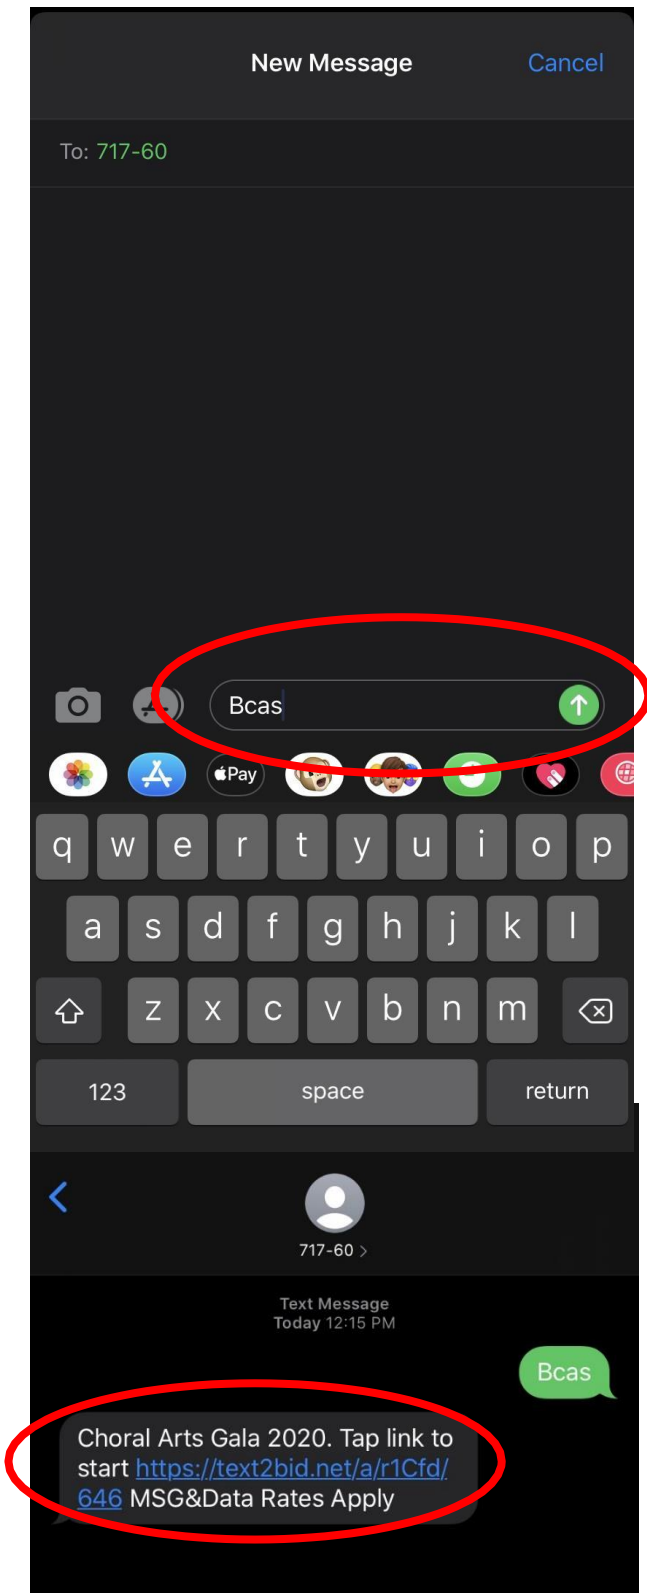 New Message Cancel
To: 717-60
Bcas
Pay
q w e r t y u i o p
a s d f g h j k l
z x c v b n m
123 space return
717-60 >
Text Message
Today 12:15 PM
Bcas
Choral Arts Gala 2020. Tap link to
start https://text2bid.net/a/r1Cfd/
646 MSG&Data Rates Apply